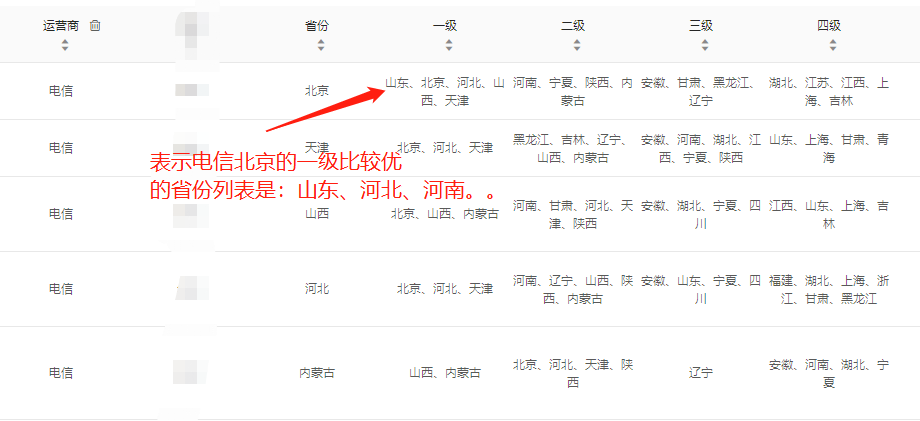 运营商 省份 一级 二级 三级 四级
电信 北京 山东、北京、河北、山 河南、宁夏、陕西、内 安徽、甘肃、黑龙江、 湖北、江苏、江西、上
西、天津 蒙古 辽宁 海、吉林
电信 天津 北京、河北、天津 黑龙江、吉林、辽宁、 安徽、河南、湖北、江 山东、上海、甘肃、青
山西、内蒙古 西、宁夏、陕西 海
表示电信北京的一级比较优
的省份列表是：山东、河北、河南。。
电信 山西 北京、山西、内蒙古 河南、甘肃、河北、天 安徽、湖北、宁夏、四 江西、山东、上海、吉
津、陕西 川 林
电信 河北 北京、河北、天津 河南、辽宁、山西、陕 安徽、山东、宁夏、四 福建、湖北、上海、浙
西、内蒙古 川 江、甘肃、黑龙江
电信 内蒙古 山西、内蒙古 北京、河北、天津、陕 辽宁 安徽、河南、湖北、宁
西 夏